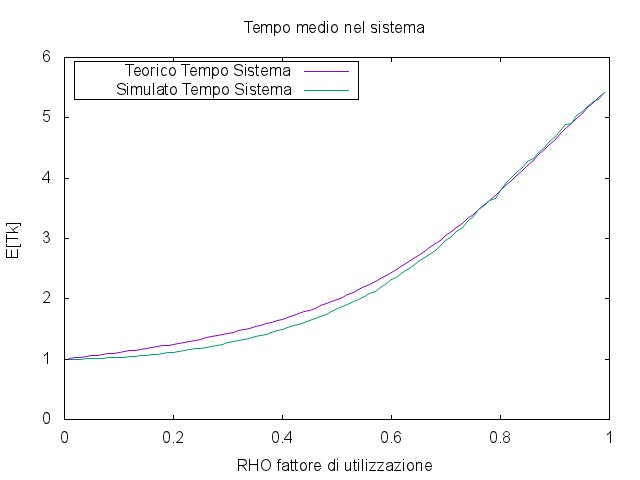 Tempo medio nel sistema
Teorico Tempo Sistema
Simulato Tempo Sistema
6
5
4
3
2
1
0
E[Tk]
0 0.2 0.4 0.6 0.8 1
RHO fattore di utilizzazione